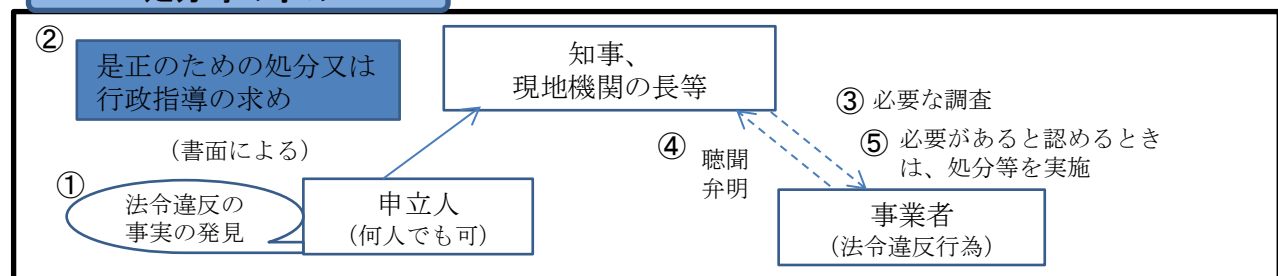 ②
是正のための処分又は
行政指導の求め
(書面による)
①
法令違反の
事実の発見
申立人
(何人でも可)
知事、
現地機関の長等
③ 必要な調査
④
聴聞
弁明
⑤ 必要があると認めるとき
は、処分等を実施
事業者
(法令違反行為)